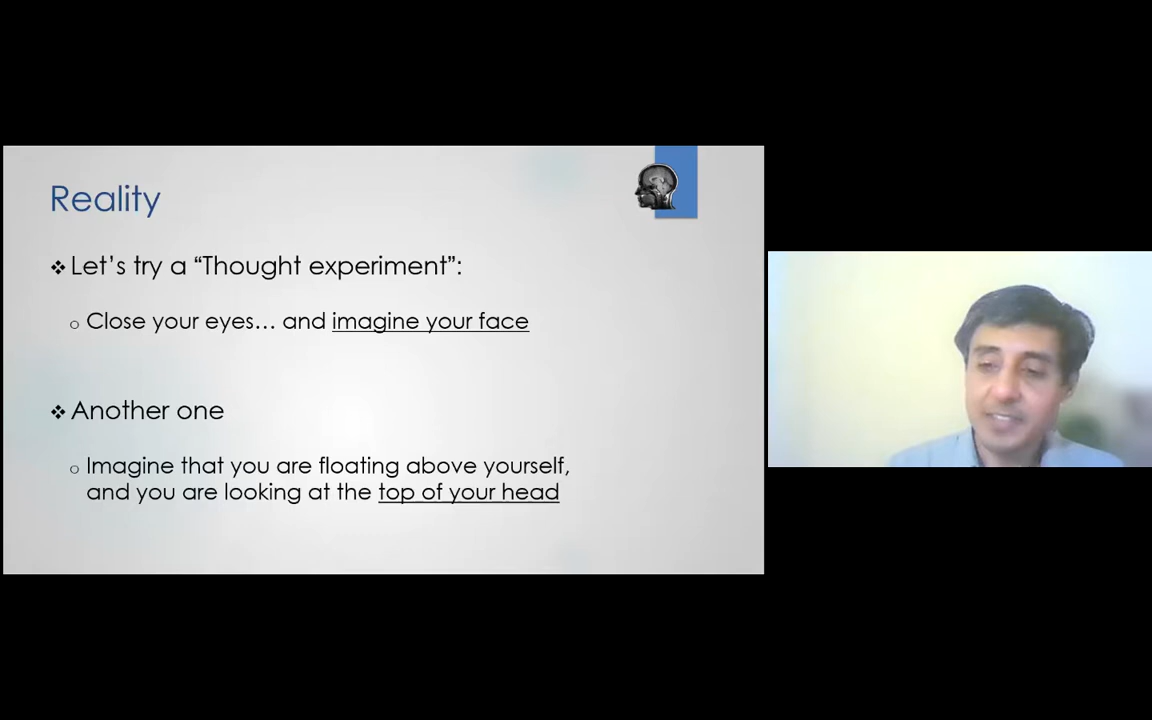 Reality
❖ Let’s try a “Thought experiment”:
o Close your eyes… and imagine your face
❖ Another one
o Imagine that you are floating above yourself,
and you are looking at the top of your head